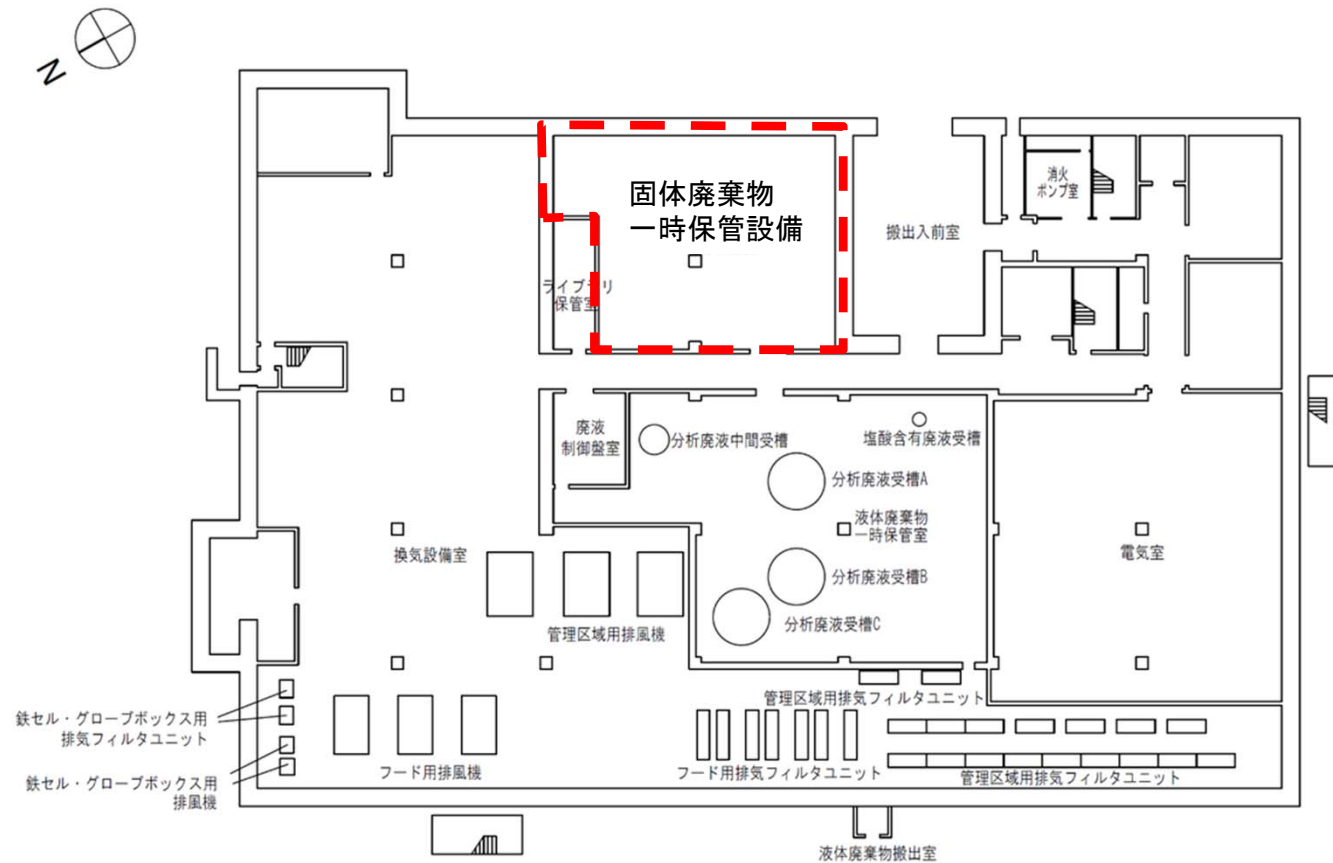 N
固体廃棄物
一時保管設備
消火
ポンプ室
搬出入前室
ライブラリ
保管室
廃液
制御盤室
分析廃液中間受槽
塩酸含有廃液受槽
分析廃液受槽A
液体廃棄物
一時保管室
換気設備室
電気室
分析廃液受槽B
分析廃液受槽C
管理区域用排風機
管理区域用排気フィルタユニット
鉄セル・グローブボックス用
排気フィルタユニット
フード用排風機
フード用排気フィルタユニット
管理区域用排気フィルタユニット
鉄セル・グローブボックス用
排風機
液体廃棄物搬出室